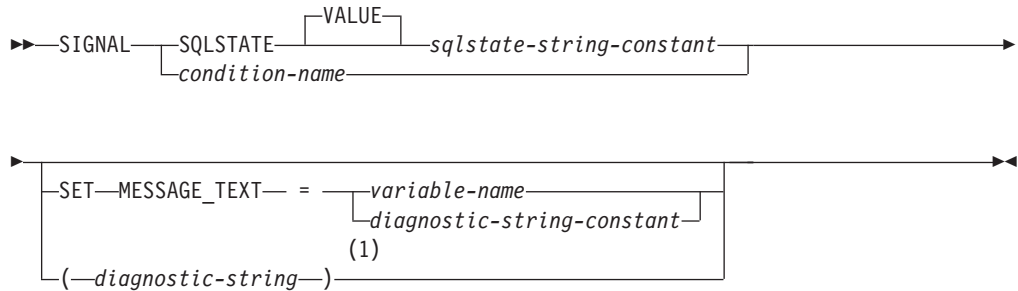 VALUE
SIGNAL SQLSTATE sqlstate-string-constant
condition-name
SET MESSAGE_TEXT = variable-name
diagnostic-string-constant
(1)
( diagnostic-string )